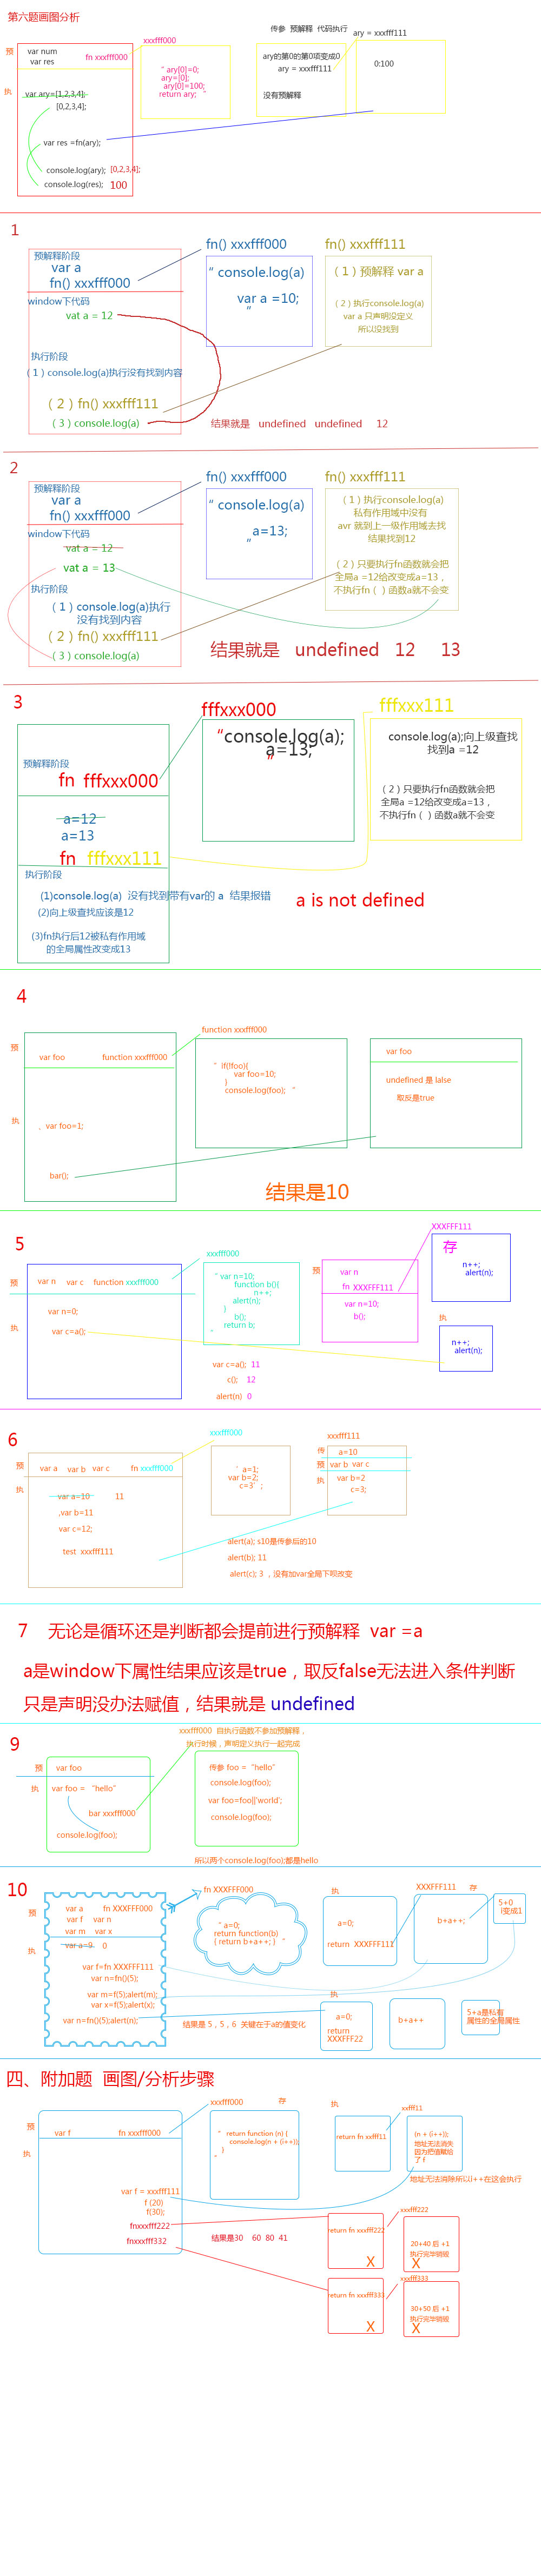 第六题画图分析
预
var num
var res
fn xxxfff000
执
var ary=[1,2,3,4];
[0,2,3,4];
var res =fn(ary);
console.log(ary);
[0,2,3,4];
console.log(res);
100
xxxfff000
“ ary[0]=0;
ary=[0];
ary[0]=100;
return ary; ”
传参 预解释 代码执行
ary的第0的第0项变成0
ary = xxxfff111
没有预解释
ary = xxxfff111
0:100
1
预解释阶段
var a
fn() xxxfff000
window下代码
vat a = 12
执行阶段
（1）console.log(a)执行没有找到内容
（2）fn() xxxfff111
（3）console.log(a)
fn() xxxfff000
“ console.log(a)
var a =10;
”
fn() xxxfff111
（1）预解释 var a
（2）执行console.log(a)
var a 只声明没定义
所以没找到
结果就是 undefined undefined 12
2
预解释阶段
var a
fn() xxxfff000
window下代码
vat a = 12
vat a = 13
执行阶段
（1）console.log(a)执行
没有找到内容
（2）fn() xxxfff111
（3）console.log(a)
fn() xxxfff000
“ console.log(a)
a=13;
”
fn() xxxfff111
（1）执行console.log(a)
私有作用域中没有
avr 就到上一级作用域去找
结果找到12
（2）只要执行fn函数就会把
全局a =12给改变成a=13，
不执行fn（）函数a就不会变
结果就是 undefined 12 13
3
预解释阶段
fn fffxxx000
a=12
a=13
fn fffxxx111
执行阶段
(1)console.log(a) 没有找到带有var的 a 结果报错
(2)向上级查找应该是12
(3)fn执行后12被私有作用域
的全局属性改变成13
fffxxx000
“console.log(a);
a=13;
”
fffxxx111
console.log(a);向上级查找
找到a =12
（2）只要执行fn函数就会把
全局a =12给改变成a=13，
不执行fn（）函数a就不会变
a is not defined
4
预
var foo
function xxxfff000
执
、var foo=1;
bar();
function xxxfff000
“ if(!foo){
var foo=10;
}
console.log(foo); ”
var foo
undefined 是 lalse
取反是true
结果是10
5
预
var n var c function xxxfff000
执
var n=0;
var c=a();
xxxfff000
“ var n=10;
function b(){
n++;
alert(n);
}
b();
return b;
”
var c=a(); 11
c(); 12
alert(n) 0
预
var n
fn XXXFFF111
var n=10;
b();
XXXFFF111
存
n++;
alert(n);
执
n++;
alert(n);
6
预
var a var b var c fn xxxfff000
执
var a=10 11
,var b=11
var c=12;
test xxxfff111
xxxfff000
‘ a=1;
var b=2;
c=3’ ;
xxxfff111
传 a=10
预 var b var c
执 var b=2
c=3;
alert(a); s10是传参后的10
alert(b); 11
alert(c); 3 ，没有加var全局下呗改变
7 无论是循环还是判断都会提前进行预解释 var =a
a是window下属性结果应该是true，取反false无法进入条件判断
只是声明没办法赋值，结果就是 undefined
9
预 var foo
执 var foo = “hello”
bar xxxfff000
console.log(foo);
xxxfff000 自执行函数不参加预解释，
执行时候，声明定义执行一起完成
传参 foo = “hello”
console.log(foo);
var foo=foo||'world';
console.log(foo);
所以两个console.log(foo);都是hello
10
预
var a fn XXXFFF000
var f var n
var m var x
执
var a=9 0
var f=fn XXXFFF111
var n=fn()(5);
var m=f(5);alert(m);
var x=f(5);alert(x);
var n=fn()(5);alert(n);
fn XXXFFF000
“ a=0;
return function(b)
{ return b+a++; } ”
结果是 5，5，6 关键在于a的值变化
执
a=0;
return XXXFFF111
XXXFFF111 存
b+a++;
5+0
i变成1
执
a=0;
return
XXXFFF22
b+a++
5+a是私有
属性的全局属性
四、附加题 画图/分析步骤
预
var f fn xxxfff000
执
var f = xxxfff111
f (20)
f(30);
fnxxxfff222
fnxxxfff332
xxxfff000
存
“ return function (n) {
console.log(n + (i++));
}
”
结果是30 60 80 41
执
return fn xxfff11
xxfff11
(n + (i++));
地址无法消失
因为把值赋给
了 f
地址无法消除所以i++在这会执行
return fn xxxfff222
X
xxxfff222
20+40 后 +1
执行完毕销毁
X
return fn xxxfff333
X
xxxfff333
30+50 后 +1
执行完毕销毁
X